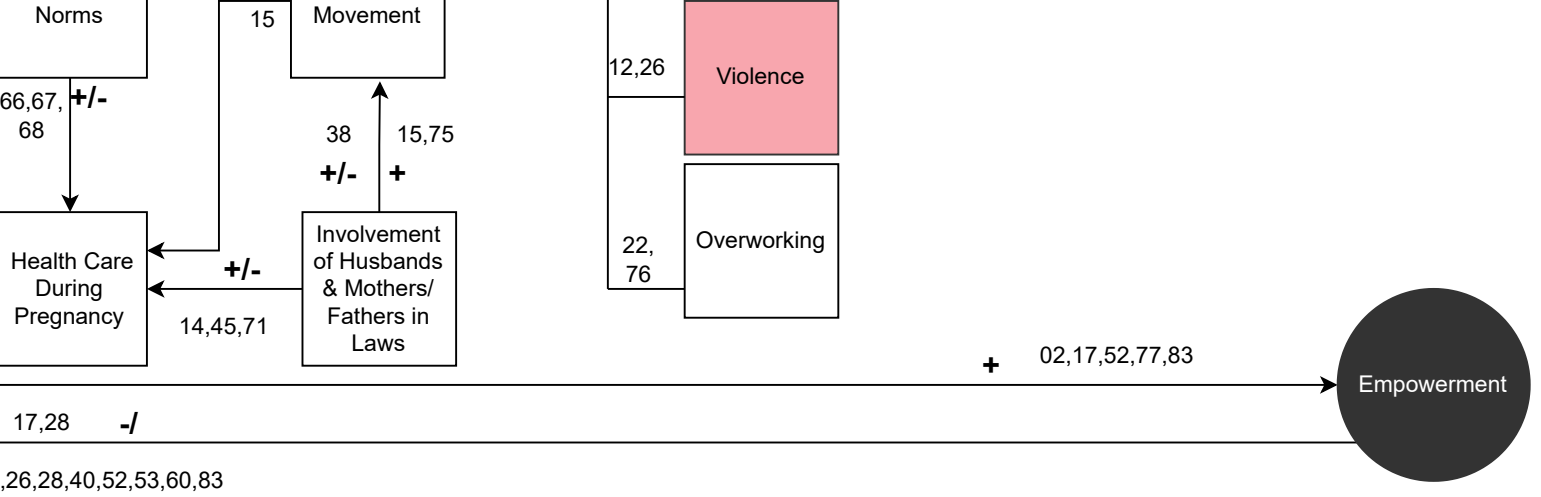 Norms
15
Movement
12,26
Violence
66,67,
68
+/-
38
15,75
+/-
+
Health Care
During
Pregnancy
+/-
14,45,71
Involvement
of Husbands
& Mothers/
Fathers in
Laws
22,
76
Overworking
+
02,17,52,77,83
Empowerment
17,28
-/
,26,28,40,52,53,60,83